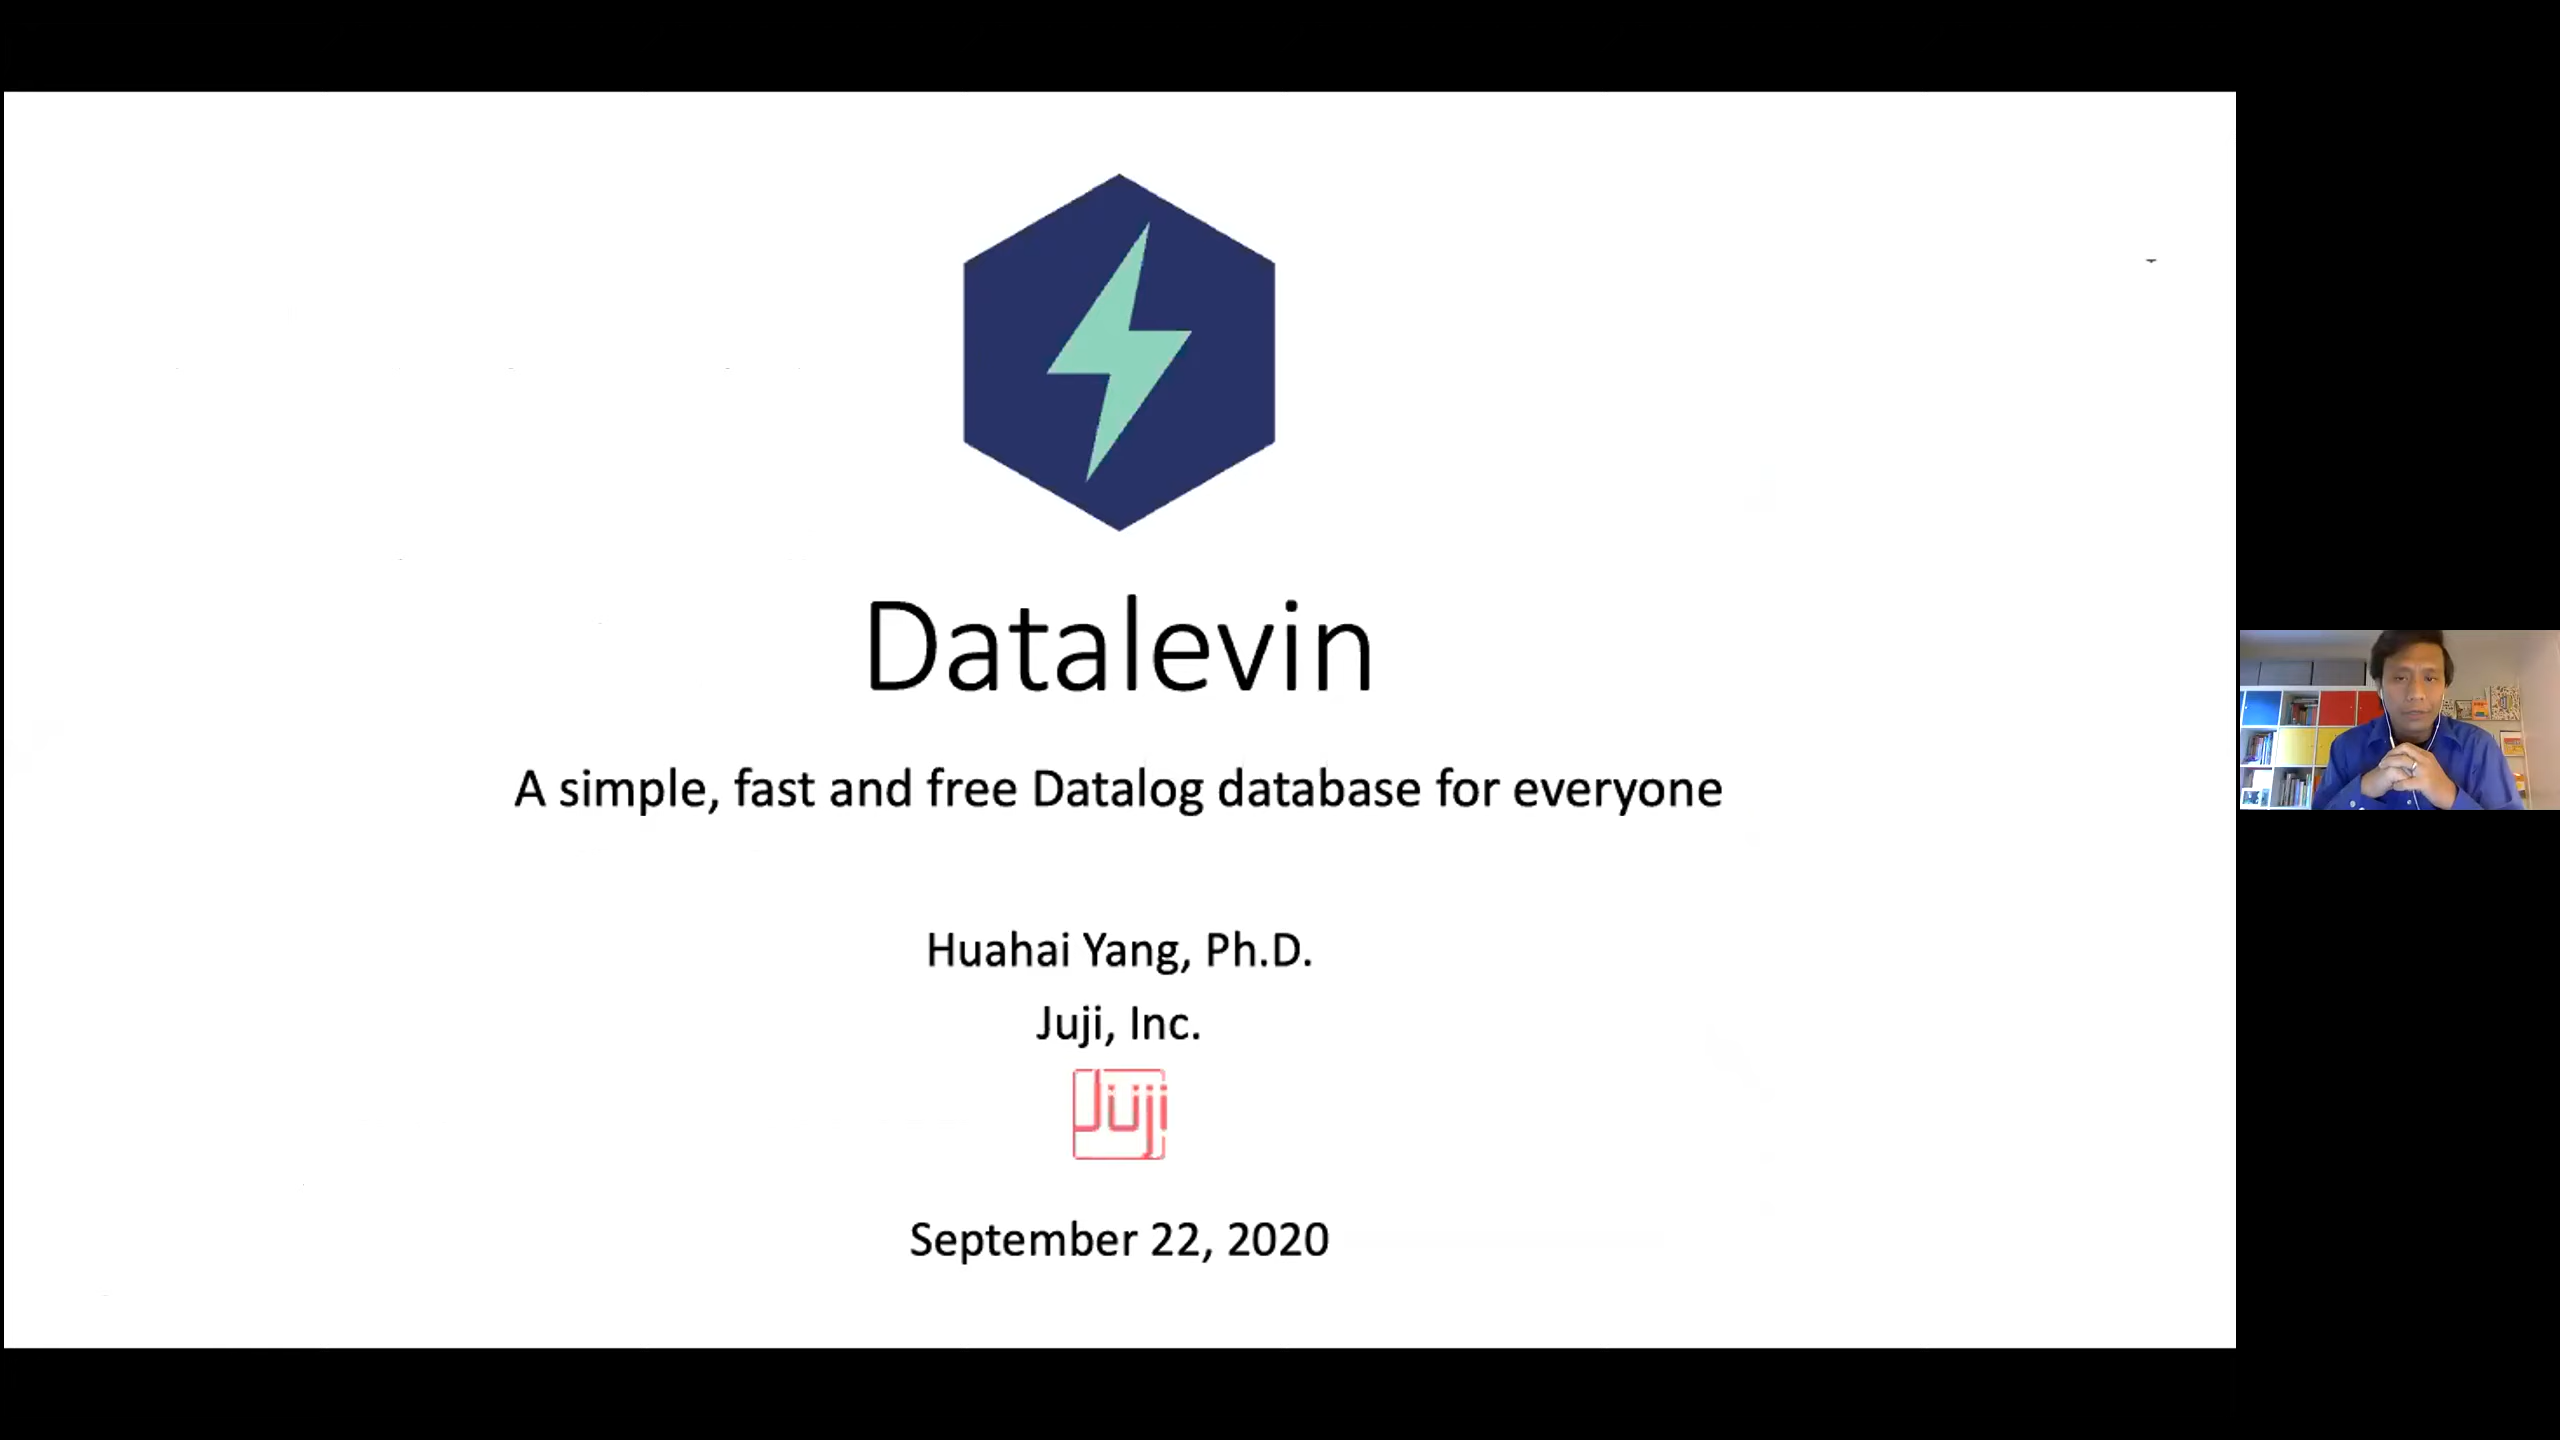 Datalevin
A simple, fast and free Datalog database for everyone
Huahai Yang, Ph.D.
Juji, Inc.
Juji
September 22, 2020